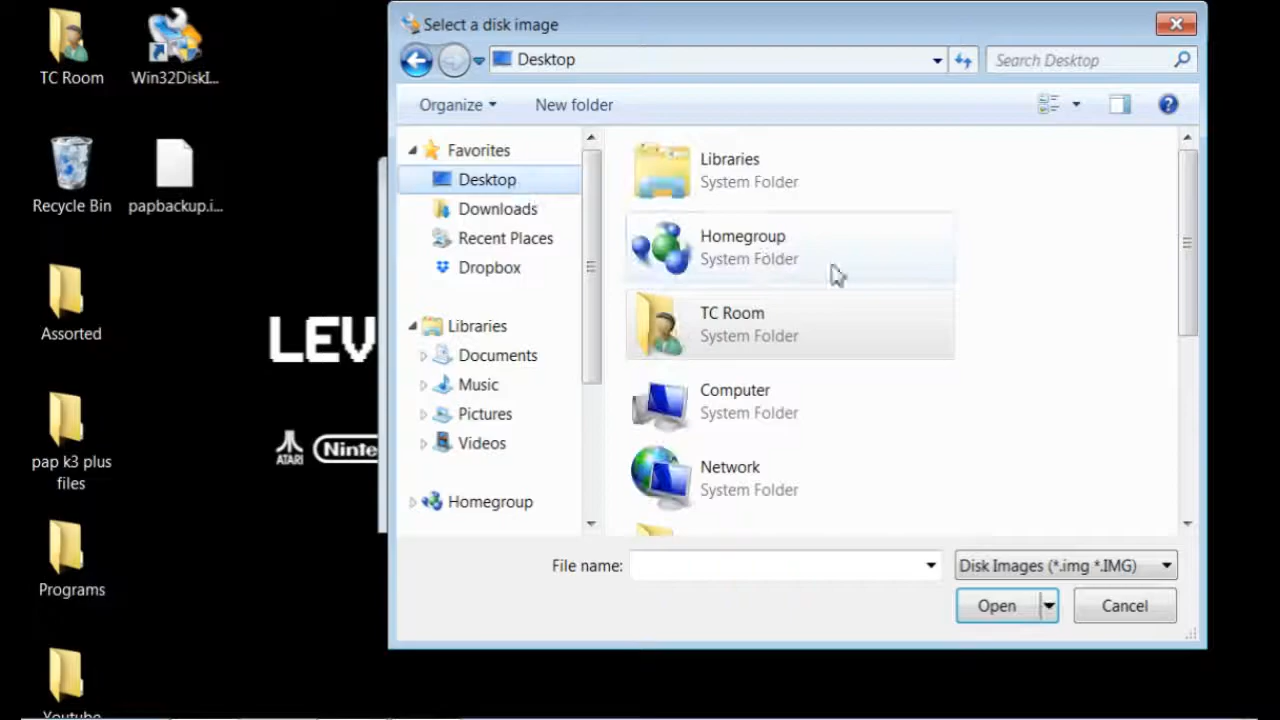 TC Room
Win32DiskI...
Recycle Bin
papbackup.i...
Assorted
pap k3 plus
files
Programs
Youtube
LEV
ATARI
Ninte
Select a disk image
Desktop
Search Desktop
Organize
New folder
Favorites
Desktop
Downloads
Recent Places
Dropbox
Libraries
Documents
Music
Pictures
Videos
Homegroup
Libraries
System Folder
Homegroup
System Folder
TC Room
System Folder
Computer
System Folder
Network
System Folder
File name:
Disk Images (*.img *.IMG)
Open
Cancel